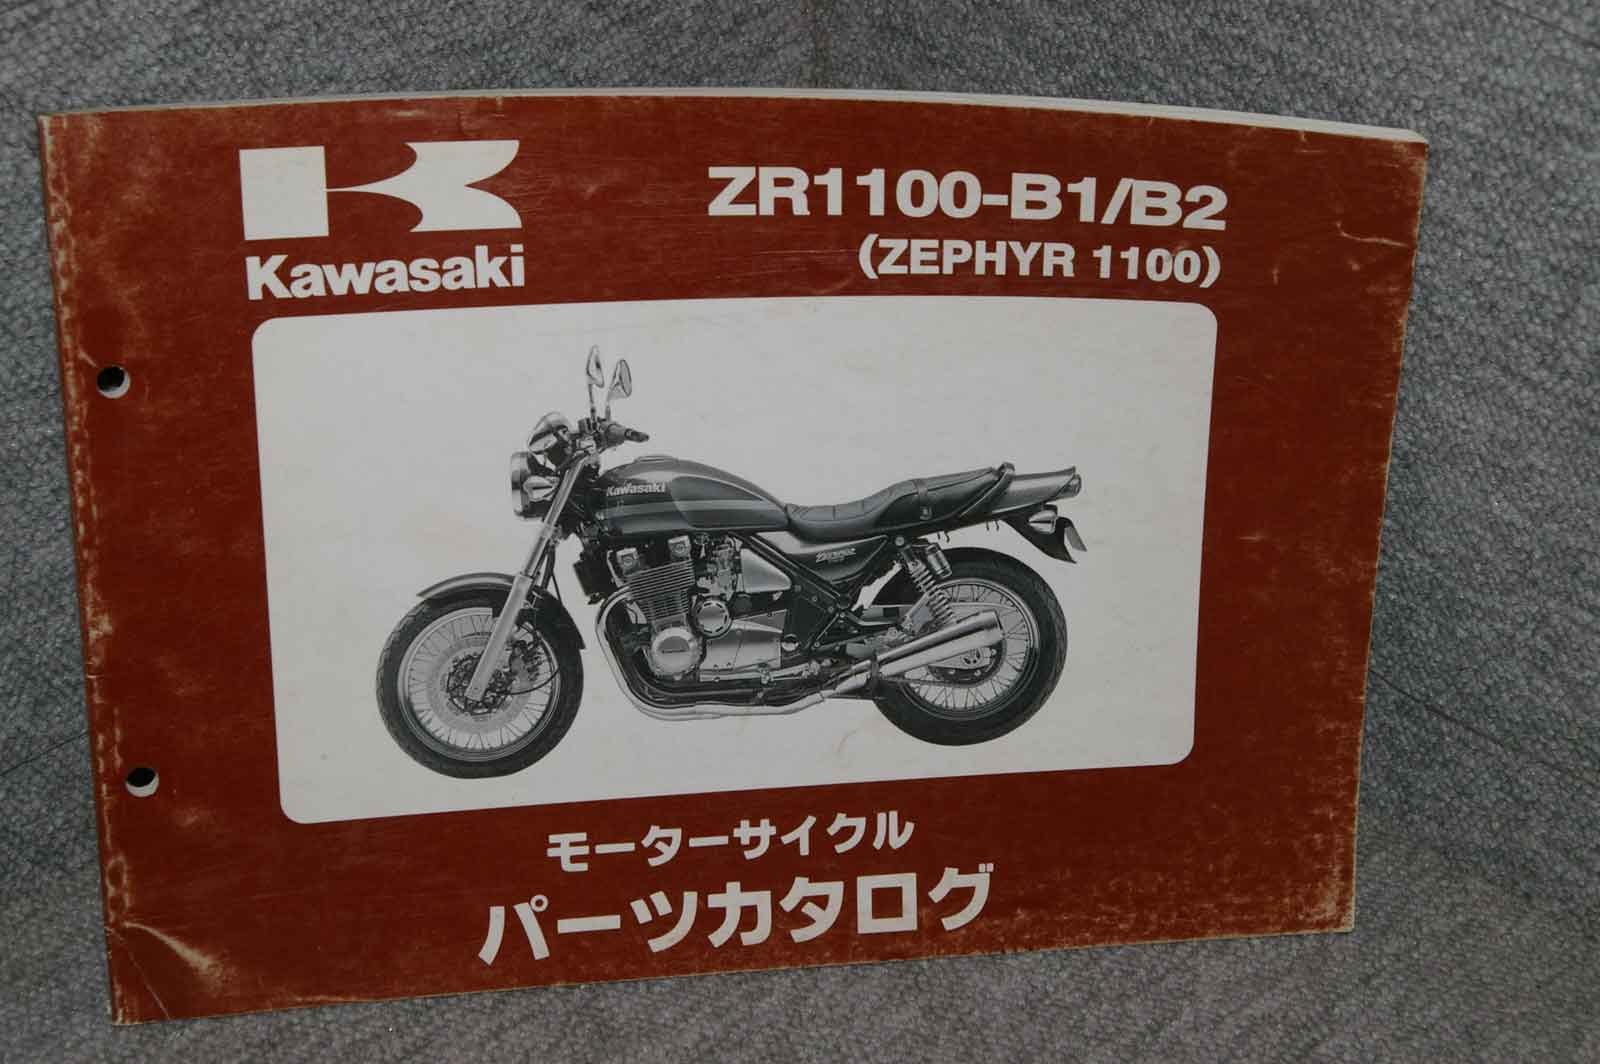 ZR1100-B1/B2
(ZEPHYR 1100)
Kawasaki
Kawasaki
ZEPHYR
モーターサイクル
パーツカタログ